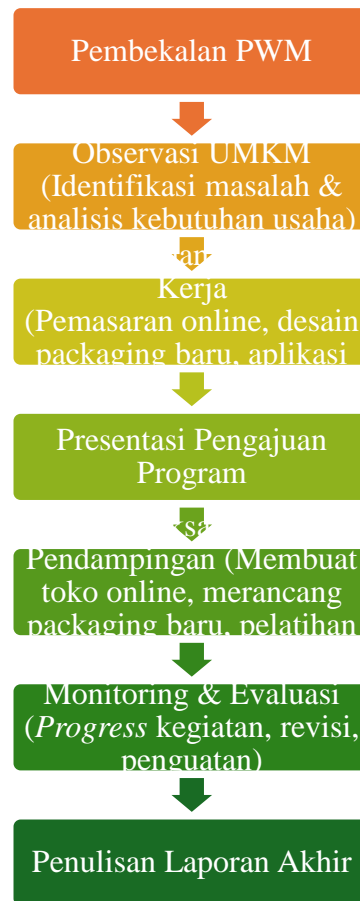 Pembekalan PWM
Observasi UMKM
(Identifikasi masalah &
analisis kebutuhan usaha)
Kerja
(Pemasaran online, desain
packaging baru, aplikasi
Presentasi Pengajuan
Program
Pendampingan (Membuat
toko online, merancang
packaging baru, pelatihan
Monitoring & Evaluasi
(Progress kegiatan, revisi,
penguatan)
Penulisan Laporan Akhir